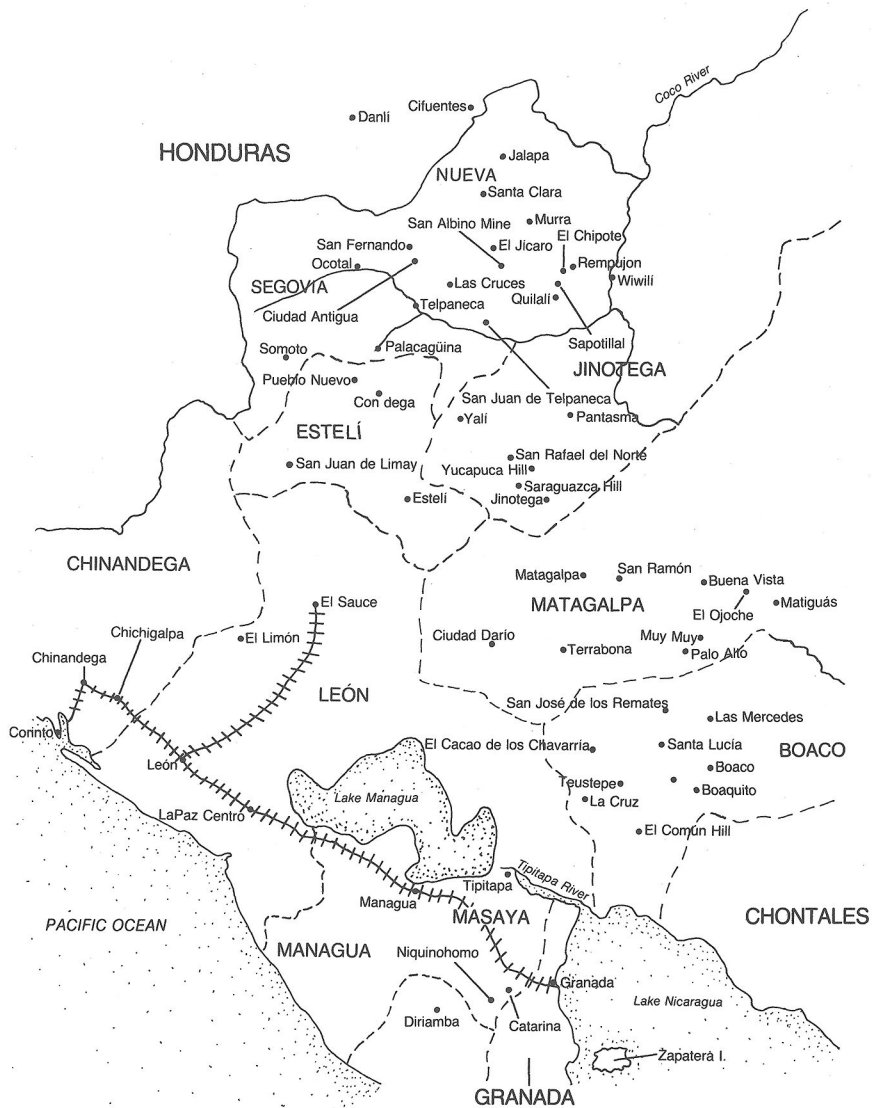 Coco River
Cifuentes
Danlí
HONDURAS
Jalapa
NUEVA
Santa Clara
San Albino Mine
Murra
El Chipote
San Fernando
El Jicaro
Ocotal
Rempujon
SEGOVIA
Las Cruces
Wiwilí
Quilalí
Ciudad Antigua
Telpaneca
Sapotillal
Somoto
Palacagüina
JINOTEGA
Pueblo Nuevo
San Juan de Telpaneca
Con dega
Yalí
Pantasma
ESTELÍ
San Rafael del Norte
San Juan de Limay
Yucapuca Hill
Saraguazca Hill
Estelí
Jinotega
CHINANDEGA
Matagalpa
San Ramón
Buena Vista
El Sauce
MATAGALPA
El Ojoche
Matiguás
Chichigalpa
El Limón
Ciudad Darío
Muy Muy
Terrabona
Palo Alto
Chinandega
LEÓN
San José de los Remates
Las Mercedes
Corinto
El Cacao de los Chavarría
Santa Lucía
BOACO
León
Boaco
Teustepe
Boaquito
Lake Managua
La Cruz
LaPaz Centro
El Común Hill
Tipitapa River
Tipitapa
Managua
MASAYA
CHONTALES
PACIFIC OCEAN
MANAGUA
Niquinohomo
Granada
Lake Nicaragua
Diriamba
Catarina
Zapatera I.
GRANADA